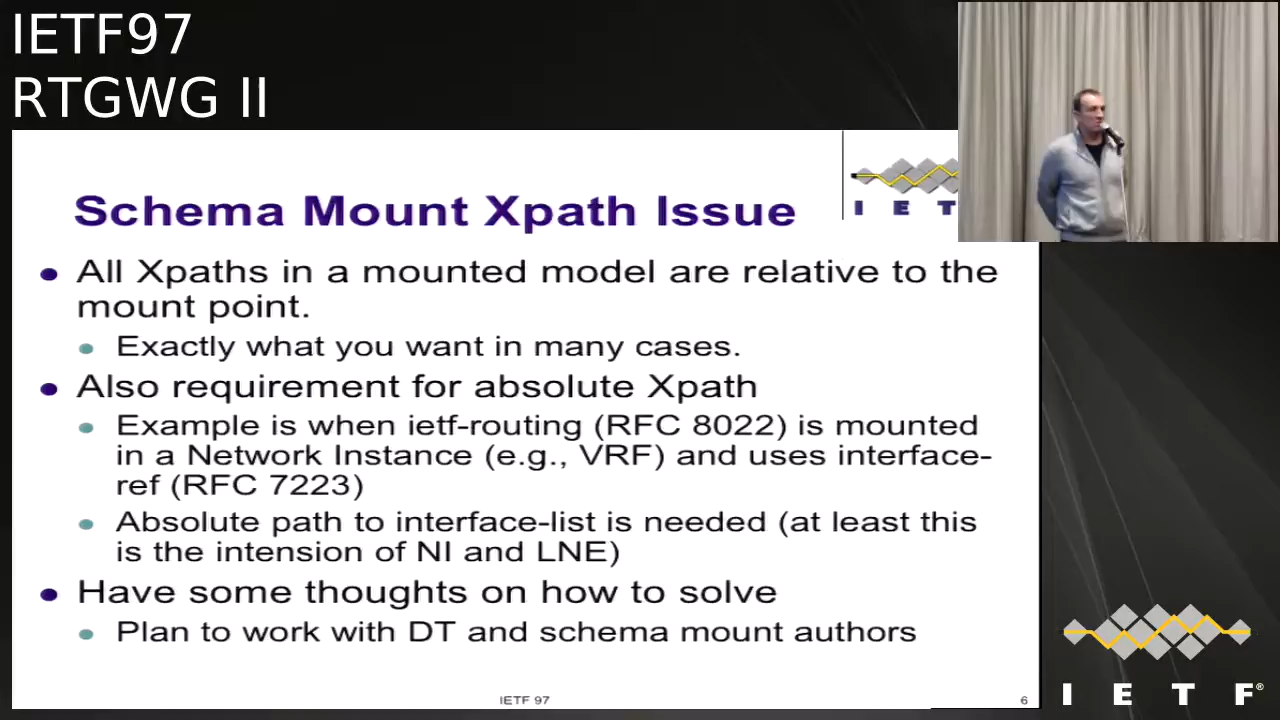 IETF97
RTGWG II
I E T
Schema Mount Xpath Issue
All Xpaths in a mounted model are relative to the
mount point.
Exactly what you want in many cases.
Also requirement for absolute Xpath
Example is when ietf-routing (RFC 8022) is mounted
in a Network Instance (e.g., VRF) and uses interface-
ref (RFC 7223)
Absolute path to interface-list is needed (at least this
is the intension of NI and LNE)
Have some thoughts on how to solve
Plan to work with DT and schema mount authors
IETF 97
6
I E T F®